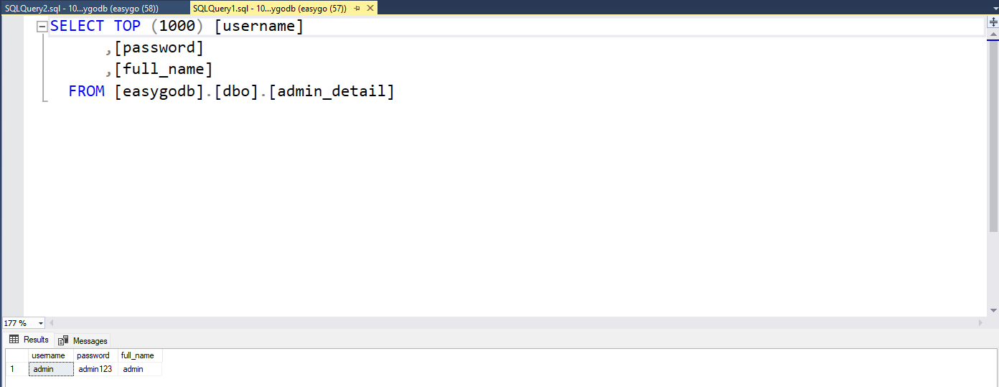 SQLQuery2.sql - 10...ygodb (easygo (58))
SQLQuery1.sql - 10...ygodb (easygo (57))
SELECT TOP (1000) [username]
,[password]
,[full_name]
FROM [easygodb].[dbo].[admin_detail]
177 %
Results Messages
username password full_name
1 admin admin123 admin